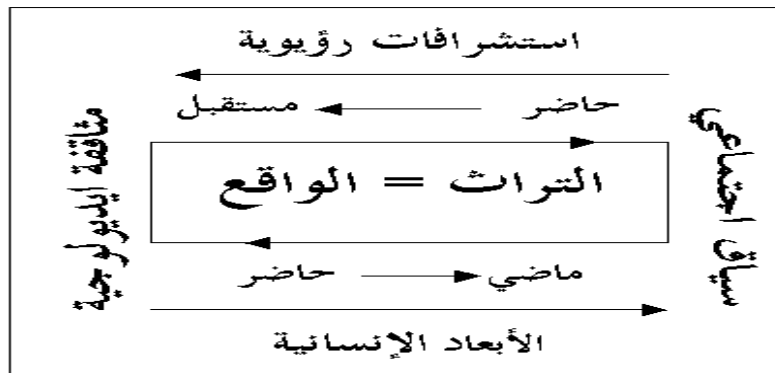 استشرافات رؤيوية
حاضر مستقبل
سياق اجتماعي
التراث = الواقع
مثاقفة ايديولوجية
ماضي حاضر
الأبعاد الإنسانية